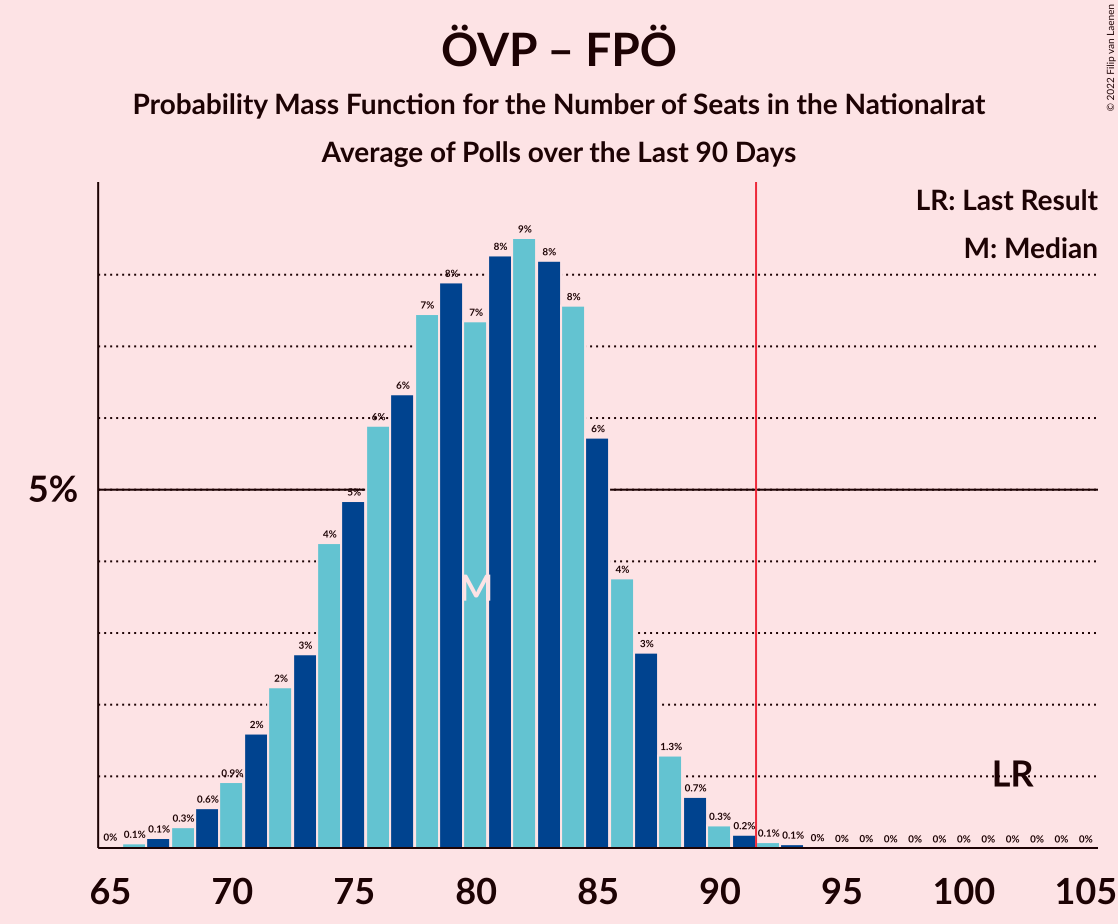 ÖVP – FPÖ
Probability Mass Function for the Number of Seats in the Nationalrat
Average of Polls over the Last 90 Days
© 2022 Filip van Laenen
LR: Last Result
M: Median
5%
0% 0.1% 0.1% 0.3% 0.6% 0.9% 2% 2% 3% 4% 5% 6% 6% 7% 8% 7% 8% 9% 8% 8% 6% 4% 3% 1.3% 0.7% 0.3% 0.2% 0.1% 0.1% 0% 0% 0% 0% 0% 0% 0% 0% 0% 0% 0% 0%
M
LR
65 70 75 80 85 90 95 100 105